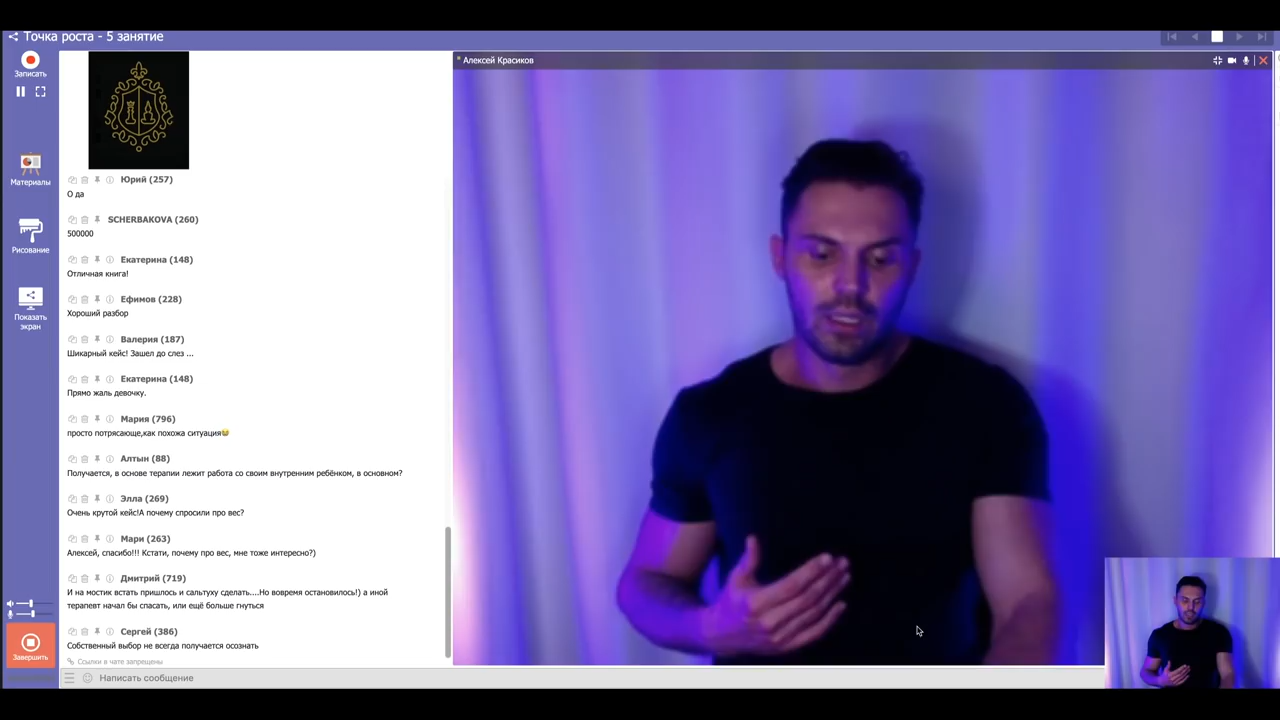 Точка роста - 5 занятие
Записать
Материалы
Рисование
Показать
экран
Завершить
Юрий (257)
О да
SCHERBAKOVA (260)
500000
Екатерина (148)
Отличная книга!
Ефимов (228)
Хороший разбор
Валерия (187)
Шикарный кейс! Зашел до слез ...
Екатерина (148)
Прямо жаль девочку.
Мария (796)
просто потрясающе,как похожа ситуация😂
Алтын (88)
Получается, в основе терапии лежит работа со своим внутренним ребёнком, в основном?
Элла (269)
Очень крутой кейс!А почему спросили про вес?
Мари (263)
Алексей, спасибо!!! Кстати, почему про вес, мне тоже интересно?)
Дмитрий (719)
И на мостик встать пришлось и сальтуху сделать....Но вовремя остановилось!) а иной
терапевт начал бы спасать, или ещё больше гнуться
Сергей (386)
Собственный выбор не всегда получается осознать
Ссылки в чате запрещены
Написать сообщение
Алексей Красиков